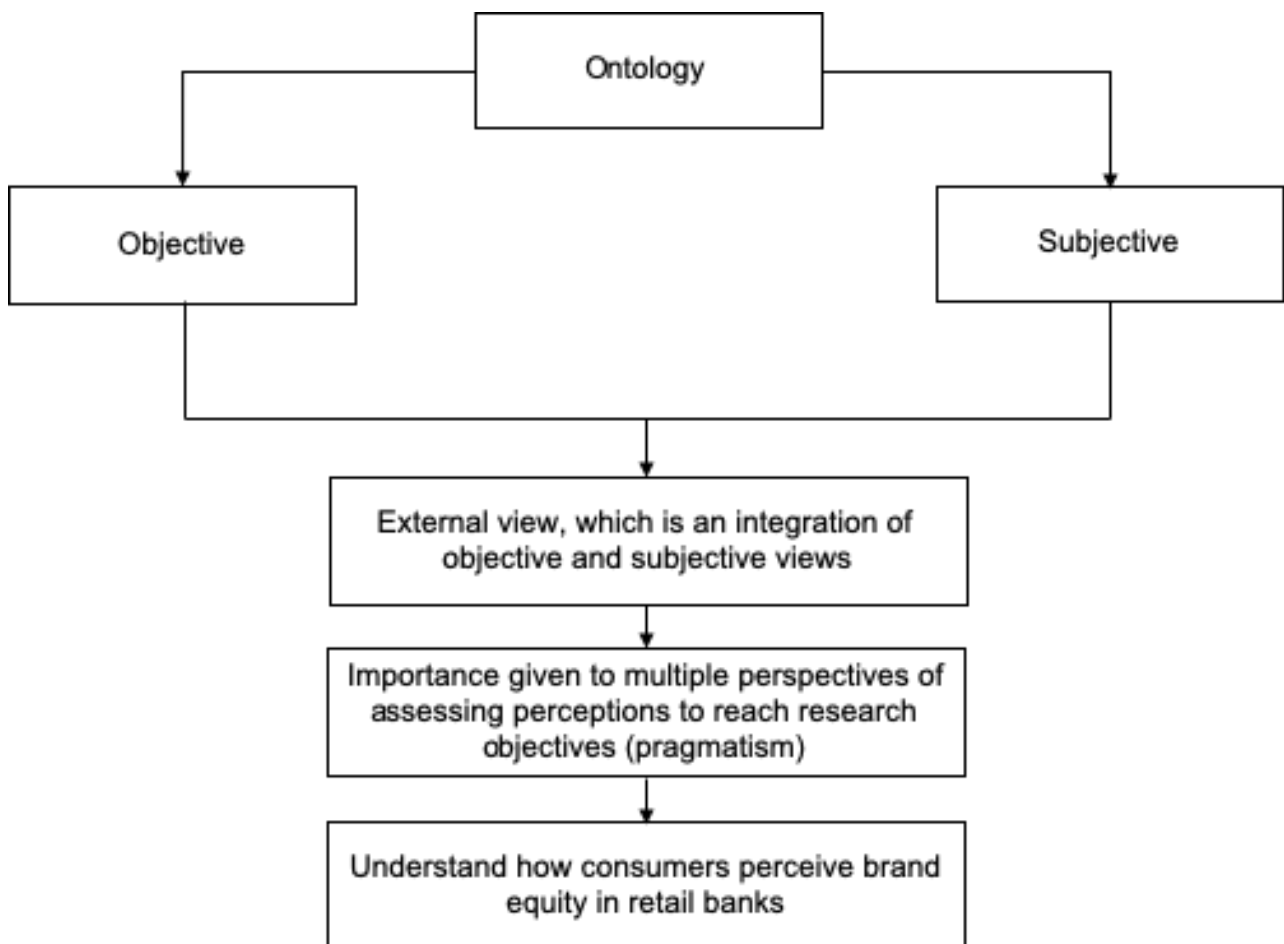 Ontology
Objective
Subjective
External view, which is an integration of
objective and subjective views
Importance given to multiple perspectives of
assessing perceptions to reach research
objectives (pragmatism)
Understand how consumers perceive brand
equity in retail banks